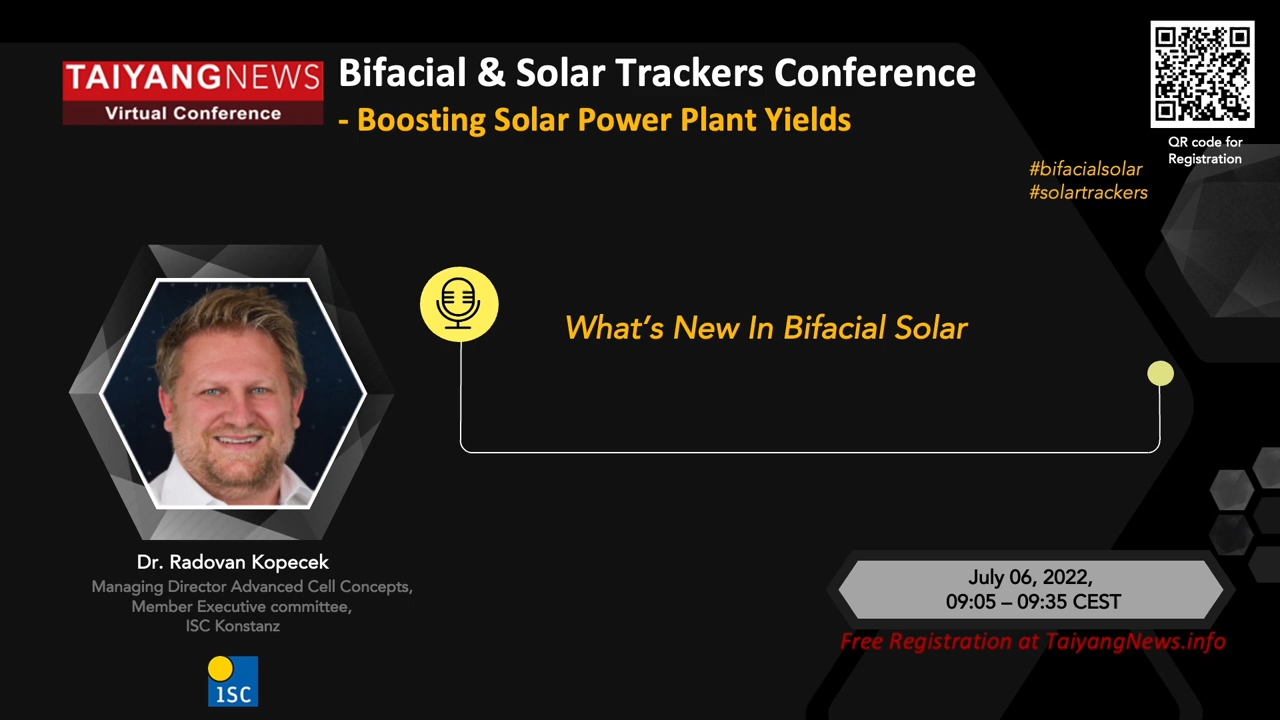 TAIYANGNEWS
Virtual Conference
Bifacial & Solar Trackers Conference
- Boosting Solar Power Plant Yields
QR code for
Registration
#bifacialsolar
#solartrackers
What's New In Bifacial Solar
Dr. Radovan Kopecek
Managing Director Advanced Cell Concepts,
Member Executive committee,
ISC Konstanz
ISC
July 06, 2022,
09:05 – 09:35 CEST
Free Registration at TaiyangNews.info